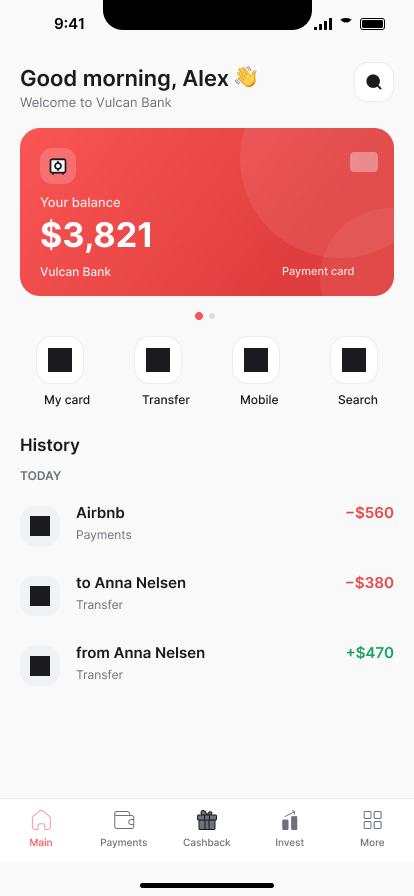 9:41
Good morning, Alex 👋
Welcome to Vulcan Bank
Your balance
$3,821
Vulcan Bank
Payment card
My card
Transfer
Mobile
Search
History
TODAY
Airbnb
−$560
Payments
to Anna Nelsen
−$380
Transfer
from Anna Nelsen
+$470
Transfer
Main
Payments
Cashback
Invest
More